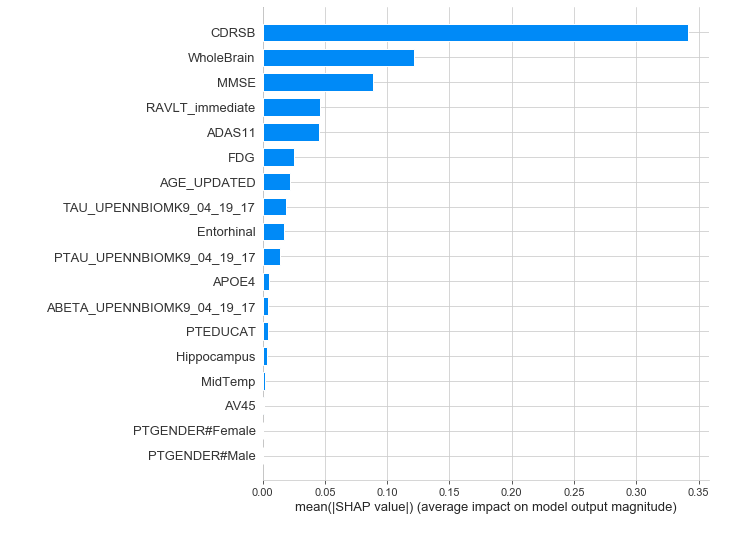 CDRSB
WholeBrain
MMSE
RAVLT_immediate
ADAS11
FDG
AGE_UPDATED
TAU_UPENNBIOMK9_04_19_17
Entorhinal
PTAU_UPENNBIOMK9_04_19_17
APOE4
ABETA_UPENNBIOMK9_04_19_17
PTEDUCAT
Hippocampus
MidTemp
AV45
PTGENDER#Female
PTGENDER#Male
0.00 0.05 0.10 0.15 0.20 0.25 0.30 0.35
mean(|SHAP value|) (average impact on model output magnitude)